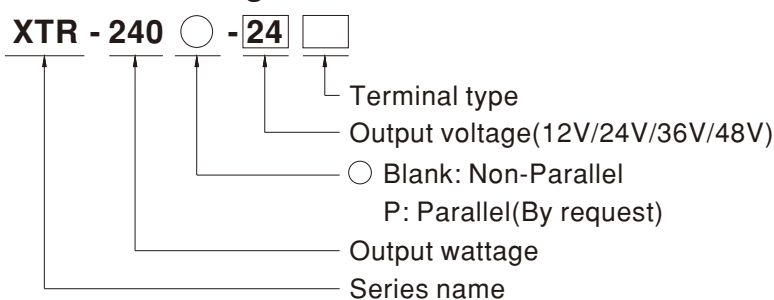 XTR - 240 ○ - 24 □
Terminal type
Output voltage(12V/24V/36V/48V)
○ Blank: Non-Parallel
P: Parallel(By request)
Output wattage
Series name